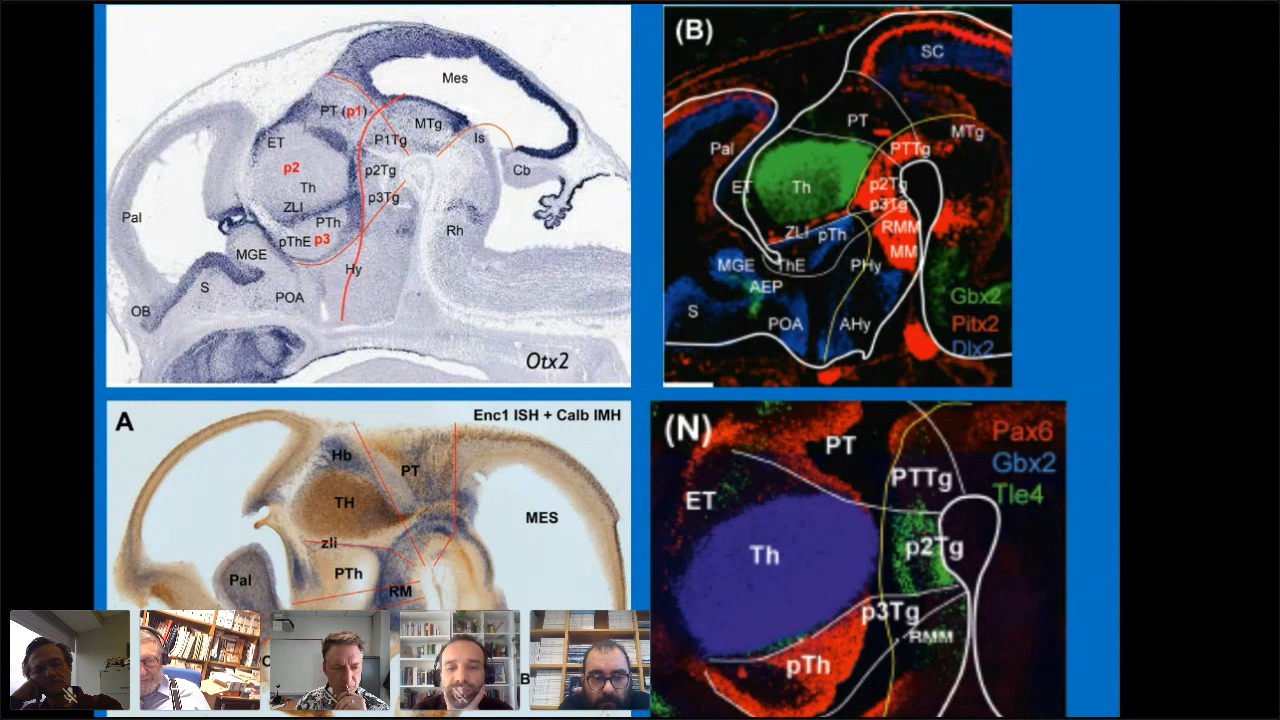 Mes
PT (p1)
MTg
Is
P1Tg
ET
p2
Th
p2Tg
Cb
p3Tg
ZLI
PTh
Pal
Rh
pThE p3
MGE
Hy
S
POA
OB
Otx2
(B)
SC
PT
MTg
Pal
PTTg
ET
Th
p2Tg
p3Tg
ZLi
pTh
RMM
MM
MGE
ThE
PHy
AEP
S
POA
AHy
Gbx2
Pitx2
Dlx2
A
Enc1 ISH + Calb IMH
Hb
PT
TH
MES
zli
PTh
Pal
RM
B
(N)
Pax6
Gbx2
Tle4
PT
PTTg
ET
Th
p2Tg
p3Tg
RMM
pTh